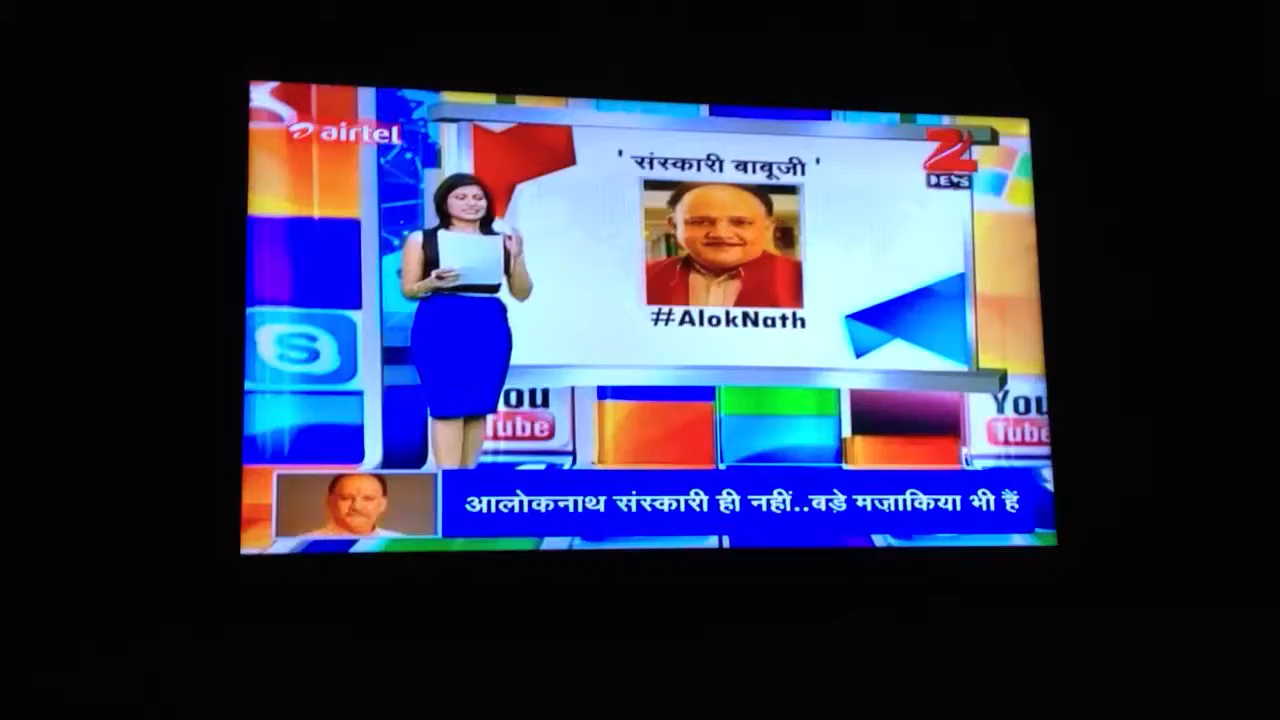 airtel
' संस्कारी बाबूजी '
Z
NEWS
#AlokNath
You
Tube
You
Tube
S
आलोकनाथ संस्कारी ही नहीं..बड़े मज़ाकिया भी हैं